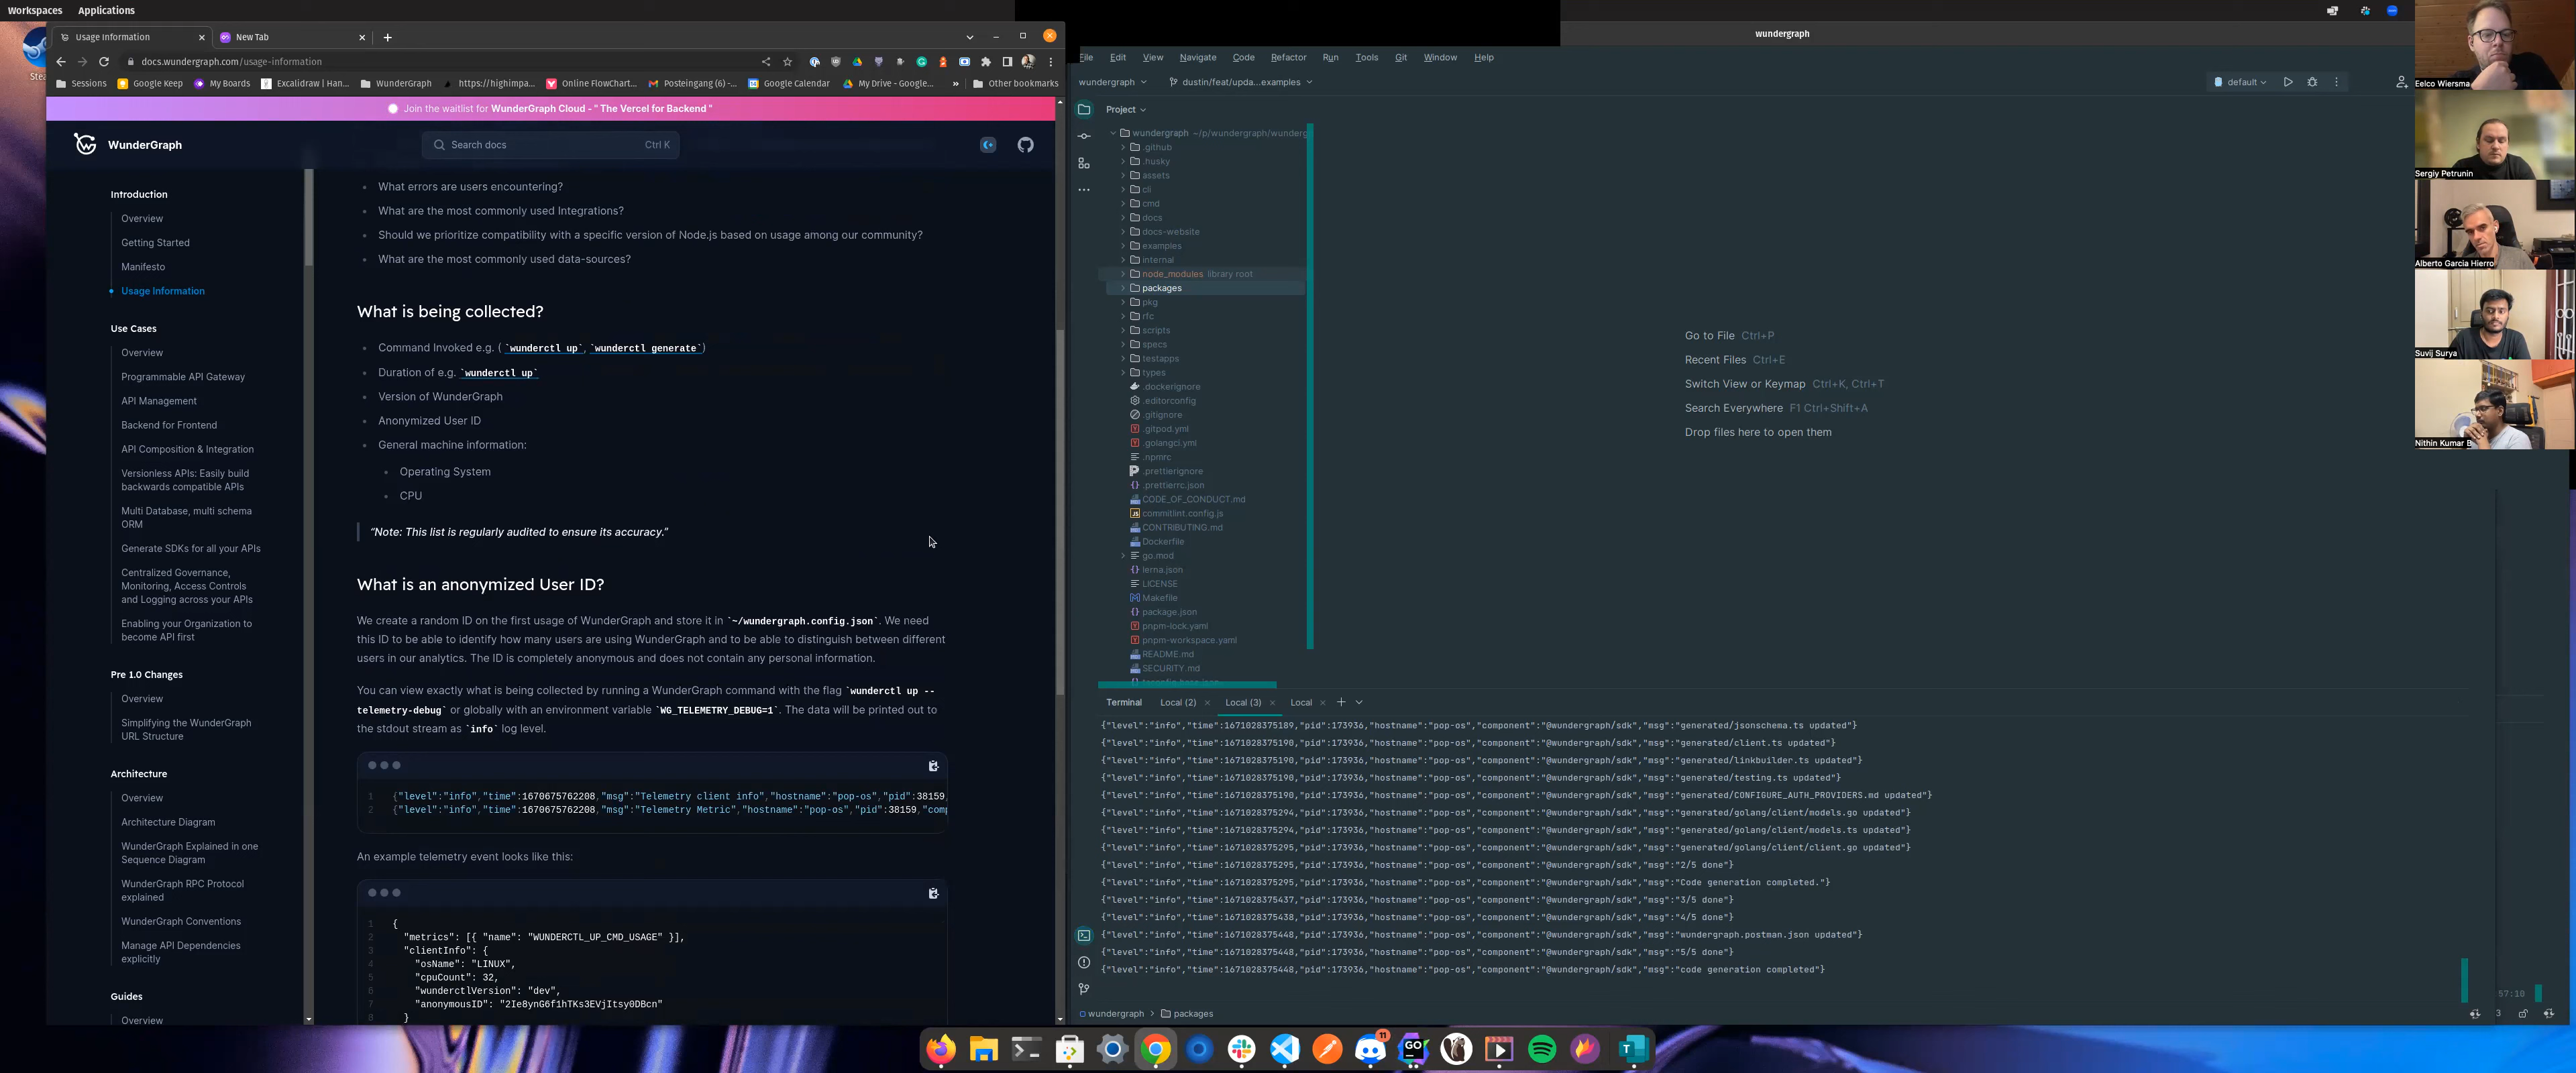 Workspaces
Applications
Usage Information
New Tab
docs.wundergraph.com/usage-information
Sessions
Google Keep
My Boards
Excalidraw | Han...
WunderGraph
https://highimpa...
Online FlowChart...
Posteingang (6) -...
Google Calendar
My Drive - Google...
»
Other bookmarks
Join the waitlist for WunderGraph Cloud - " The Vercel for Backend "
WunderGraph
Search docs
Ctrl K
Introduction
Overview
Getting Started
Manifesto
Usage Information
Use Cases
Overview
Programmable API Gateway
API Management
Backend for Frontend
API Composition & Integration
Versionless APIs: Easily build
backwards compatible APIs
Multi Database, multi schema
ORM
Generate SDKs for all your APIs
Centralized Governance,
Monitoring, Access Controls
and Logging across your APIs
Enabling your Organization to
become API first
Pre 1.0 Changes
Overview
Simplifying the WunderGraph
URL Structure
Architecture
Overview
Architecture Diagram
WunderGraph Explained in one
Sequence Diagram
WunderGraph RPC Protocol
explained
WunderGraph Conventions
Manage API Dependencies
explicitly
Guides
Overview
What errors are users encountering?
What are the most commonly used Integrations?
Should we prioritize compatibility with a specific version of Node.js based on usage among our community?
What are the most commonly used data-sources?
What is being collected?
Command Invoked e.g. ( `wunderctl up`, `wunderctl generate`)
Duration of e.g. `wunderctl up`
Version of WunderGraph
Anonymized User ID
General machine information:
Operating System
CPU
“Note: This list is regularly audited to ensure its accuracy.”
What is an anonymized User ID?
We create a random ID on the first usage of WunderGraph and store it in `~/wundergraph.config.json`. We need
this ID to be able to identify how many users are using WunderGraph and to be able to distinguish between different
users in our analytics. The ID is completely anonymous and does not contain any personal information.
You can view exactly what is being collected by running a WunderGraph command with the flag `wunderctl up --
telemetry-debug` or globally with an environment variable `WG_TELEMETRY_DEBUG=1`. The data will be printed out to
the stdout stream as `info` log level.
1 {"level":"info","time":1670675762208,"msg":"Telemetry client info","hostname":"pop-os","pid":38159,
2 {"level":"info","time":1670675762208,"msg":"Telemetry Metric","hostname":"pop-os","pid":38159,"comp
An example telemetry event looks like this:
1 {
2 "metrics": [{ "name": "WUNDERCTL_UP_CMD_USAGE" }],
3 "clientInfo": {
4 "osName": "LINUX",
5 "cpuCount": 32,
6 "wunderctlVersion": "dev",
7 "anonymousID": "2Ie8ynG6f1hTKs3EVjItsy0DBcn"
8 }
wundergraph
File
Edit
View
Navigate
Code
Refactor
Run
Tools
Git
Window
Help
wundergraph
dustin/feat/upda...examples
default
Project
wundergraph ~/p/wundergraph/wunderg
.github
.husky
assets
cli
cmd
docs
docs-website
examples
internal
node_modules library root
packages
pkg
rfc
scripts
specs
testapps
types
.dockerignore
.editorconfig
.gitignore
.gitpod.yml
.golangci.yml
.npmrc
.prettierignore
.prettierrc.json
CODE_OF_CONDUCT.md
commitlint.config.js
CONTRIBUTING.md
Dockerfile
go.mod
lerna.json
LICENSE
Makefile
package.json
pnpm-lock.yaml
pnpm-workspace.yaml
README.md
SECURITY.md
Go to File Ctrl+P
Recent Files Ctrl+E
Switch View or Keymap Ctrl+K, Ctrl+T
Search Everywhere F1 Ctrl+Shift+A
Drop files here to open them
Terminal
Local (2)
Local (3)
Local
{"level":"info","time":1671028375189,"pid":173936,"hostname":"pop-os","component":"@wundergraph/sdk","msg":"generated/jsonschema.ts updated"}
{"level":"info","time":1671028375190,"pid":173936,"hostname":"pop-os","component":"@wundergraph/sdk","msg":"generated/client.ts updated"}
{"level":"info","time":1671028375190,"pid":173936,"hostname":"pop-os","component":"@wundergraph/sdk","msg":"generated/linkbuilder.ts updated"}
{"level":"info","time":1671028375190,"pid":173936,"hostname":"pop-os","component":"@wundergraph/sdk","msg":"generated/testing.ts updated"}
{"level":"info","time":1671028375190,"pid":173936,"hostname":"pop-os","component":"@wundergraph/sdk","msg":"generated/CONFIGURE_AUTH_PROVIDERS.md updated"}
{"level":"info","time":1671028375294,"pid":173936,"hostname":"pop-os","component":"@wundergraph/sdk","msg":"generated/golang/client/models.go updated"}
{"level":"info","time":1671028375294,"pid":173936,"hostname":"pop-os","component":"@wundergraph/sdk","msg":"generated/golang/client/models.ts updated"}
{"level":"info","time":1671028375295,"pid":173936,"hostname":"pop-os","component":"@wundergraph/sdk","msg":"generated/golang/client/client.go updated"}
{"level":"info","time":1671028375295,"pid":173936,"hostname":"pop-os","component":"@wundergraph/sdk","msg":"2/5 done"}
{"level":"info","time":1671028375295,"pid":173936,"hostname":"pop-os","component":"@wundergraph/sdk","msg":"Code generation completed."}
{"level":"info","time":1671028375437,"pid":173936,"hostname":"pop-os","component":"@wundergraph/sdk","msg":"3/5 done"}
{"level":"info","time":1671028375438,"pid":173936,"hostname":"pop-os","component":"@wundergraph/sdk","msg":"4/5 done"}
{"level":"info","time":1671028375448,"pid":173936,"hostname":"pop-os","component":"@wundergraph/sdk","msg":"wundergraph.postman.json updated"}
{"level":"info","time":1671028375448,"pid":173936,"hostname":"pop-os","component":"@wundergraph/sdk","msg":"5/5 done"}
{"level":"info","time":1671028375448,"pid":173936,"hostname":"pop-os","component":"@wundergraph/sdk","msg":"code generation completed"}
wundergraph > packages
57:10
Eelco Wiersma
Sergiy Petrunin
Alberto Garcia Hierro
Suvij Surya
Nithin Kumar B
11
GO